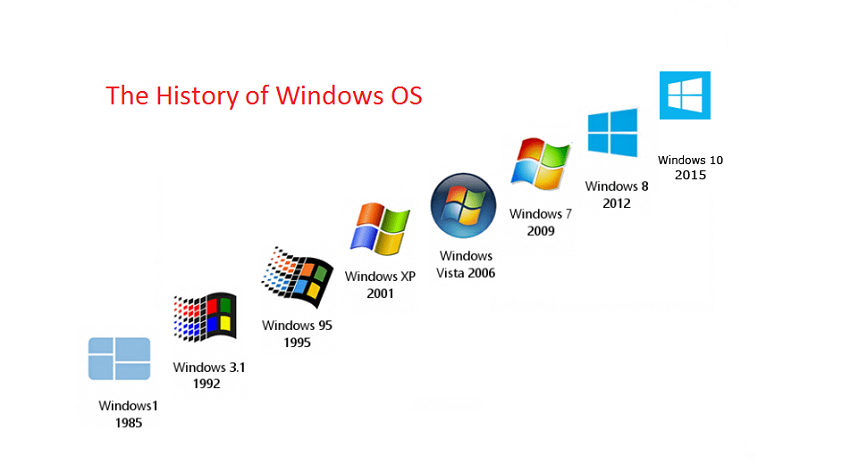 The History of Windows OS
Windows1
1985
Windows 3.1
1992
Windows 95
1995
Windows XP
2001
Windows
Vista 2006
Windows 7
2009
Windows 8
2012
Windows 10
2015